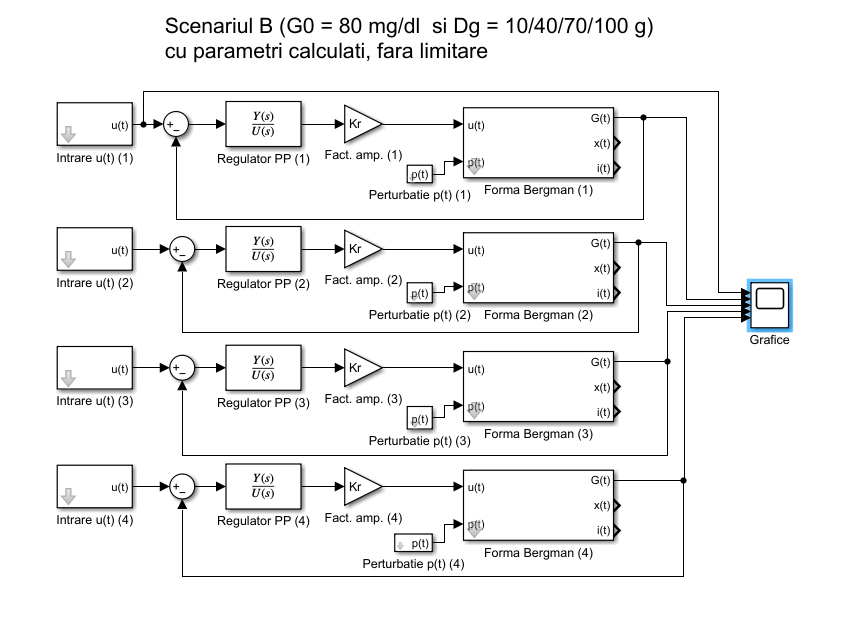 Scenariul B (G0 = 80 mg/dl  si Dg = 10/40/70/100 g)
cu parametri calculati, fara limitare
u(t)
Intrare u(t) (1)
+
−
Y(s)
U(s)
Regulator PP (1)
Kr
Fact. amp. (1)
p(t)
Perturbatie p(t) (1)
u(t)
p(t)
G(t)
x(t)
i(t)
Forma Bergman (1)
u(t)
Intrare u(t) (2)
+
−
Y(s)
U(s)
Regulator PP (2)
Kr
Fact. amp. (2)
p(t)
Perturbatie p(t) (2)
u(t)
p(t)
G(t)
x(t)
i(t)
Forma Bergman (2)
Grafice
u(t)
Intrare u(t) (3)
+
−
Y(s)
U(s)
Regulator PP (3)
Kr
Fact. amp. (3)
p(t)
Perturbatie p(t) (3)
u(t)
p(t)
G(t)
x(t)
i(t)
Forma Bergman (3)
u(t)
Intrare u(t) (4)
+
−
Y(s)
U(s)
Regulator PP (4)
Kr
Fact. amp. (4)
p(t)
Perturbatie p(t) (4)
u(t)
p(t)
G(t)
x(t)
i(t)
Forma Bergman (4)